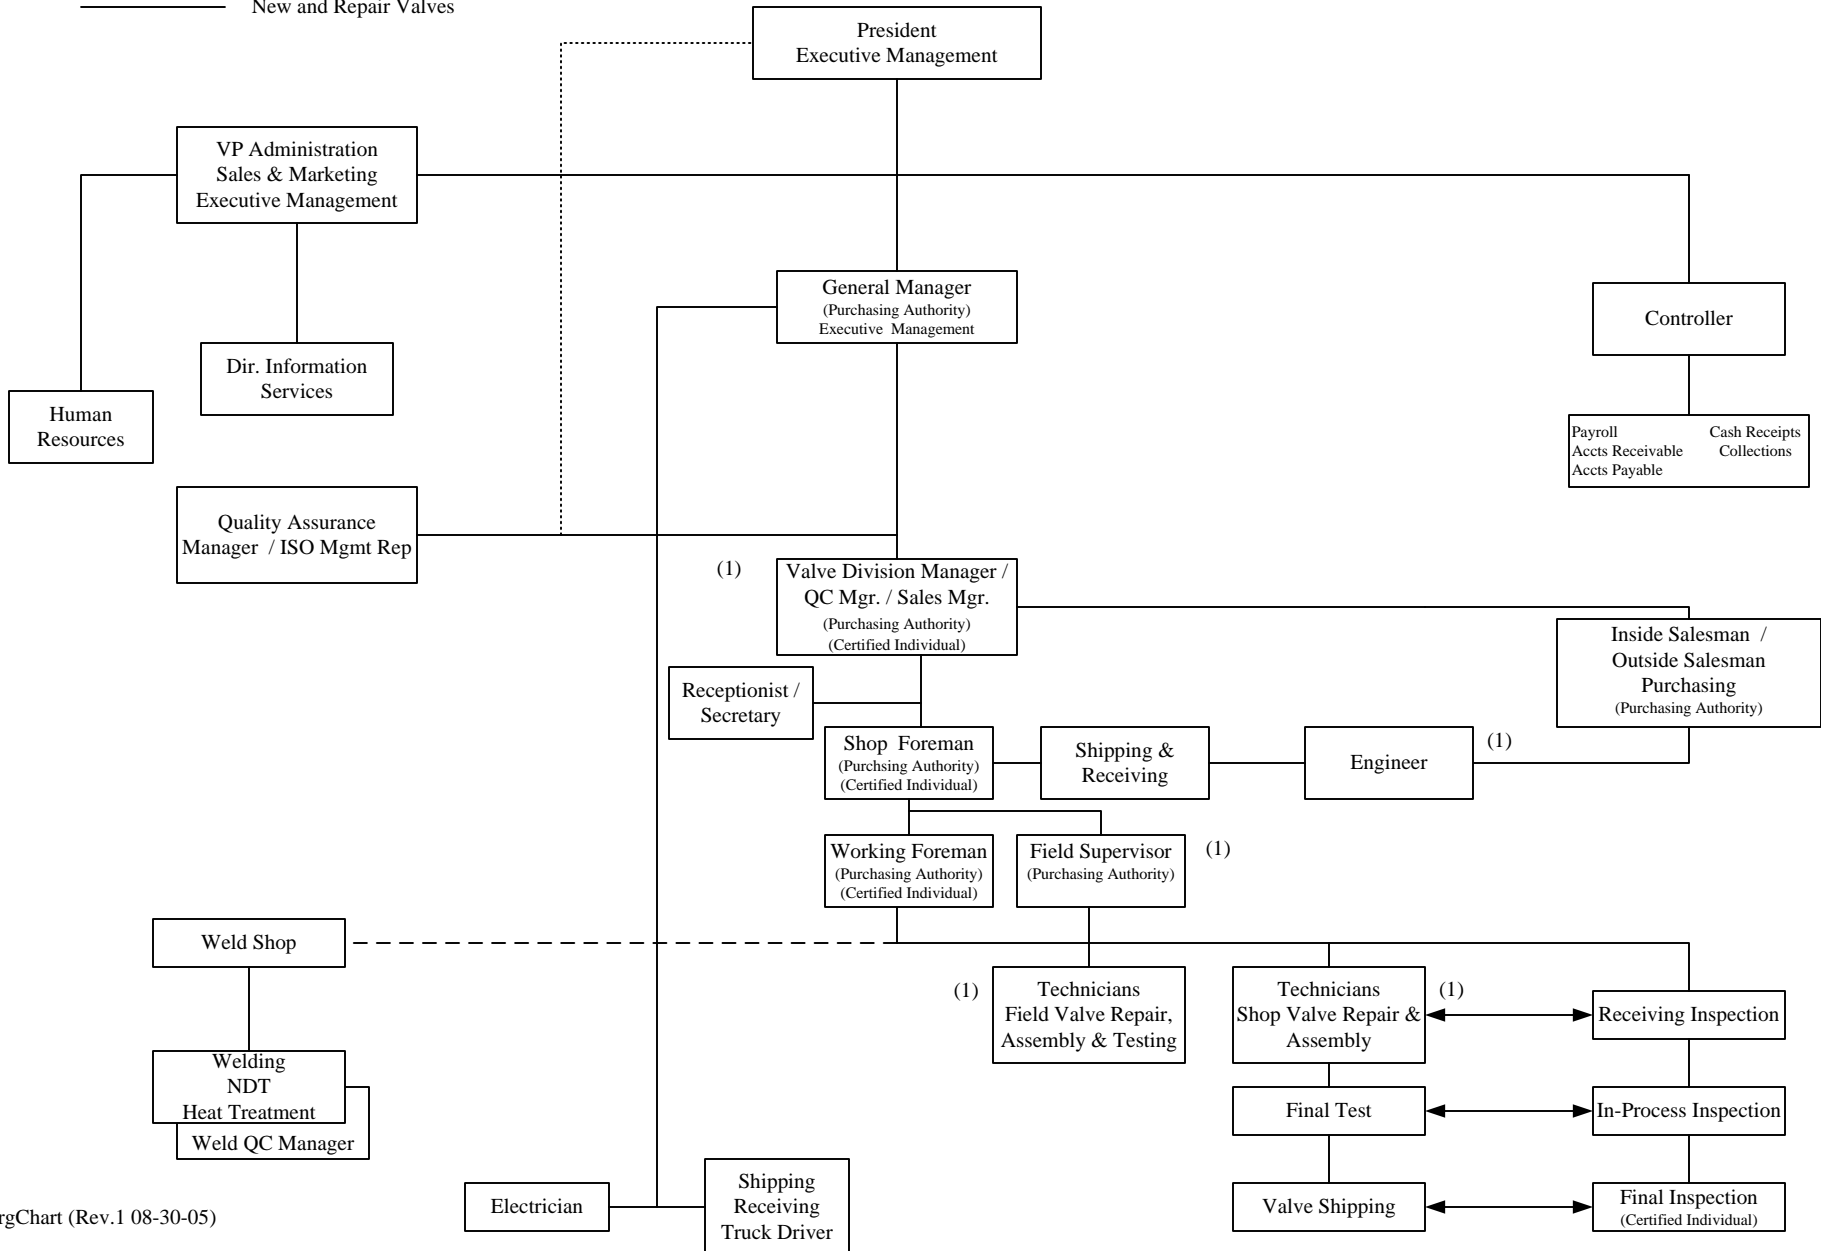 New and Repair Valves
President
Executive Management
VP Administration
Sales & Marketing
Executive Management
General Manager
(Purchasing Authority)
Executive Management
Controller
Dir. Information
Services
Human
Resources
Payroll Cash Receipts
Accts Receivable Collections
Accts Payable
Quality Assurance
Manager / ISO Mgmt Rep
(1)
Valve Division Manager /
QC Mgr. / Sales Mgr.
(Purchasing Authority)
(Certified Individual)
Inside Salesman /
Outside Salesman
Purchasing
(Purchasing Authority)
Receptionist /
Secretary
Shop Foreman
(Purchsing Authority)
(Certified Individual)
Shipping &
Receiving
Engineer
(1)
Working Foreman
(Purchasing Authority)
(Certified Individual)
Field Supervisor
(Purchasing Authority)
(1)
Weld Shop
(1)
Technicians
Field Valve Repair,
Assembly & Testing
Technicians
Shop Valve Repair &
Assembly
(1)
Receiving Inspection
Welding
NDT
Heat Treatment
Weld QC Manager
Final Test
In-Process Inspection
Electrician
Shipping
Receiving
Truck Driver
Valve Shipping
Final Inspection
(Certified Individual)
rgChart (Rev.1 08-30-05)